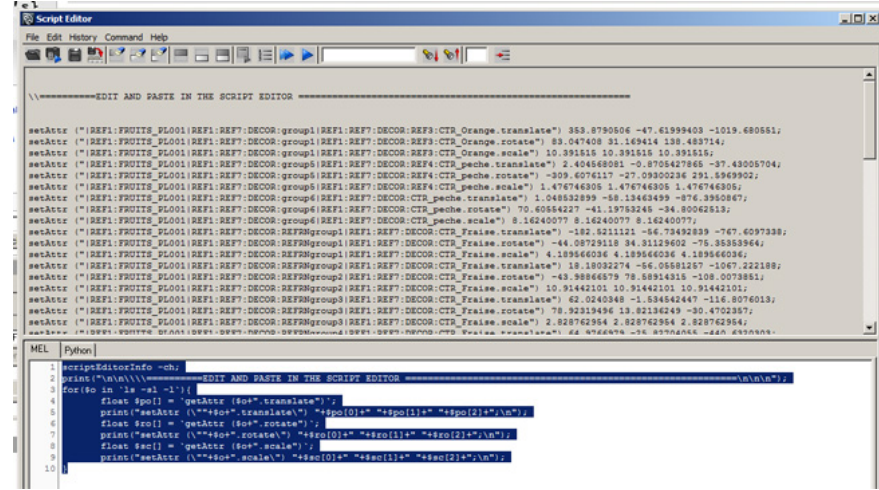 Script Editor
File Edit History Command Help
\\==========EDIT AND PASTE IN THE SCRIPT EDITOR ==========================================================
setAttr ("|REF1:FRUITS_PL001|REF1:REF7:DECOR:group1|REF1:REF7:DECOR:REF3:CTR_Orange.translate") 353.8790506 -47.61999403 -1019.680551;
setAttr ("|REF1:FRUITS_PL001|REF1:REF7:DECOR:group1|REF1:REF7:DECOR:REF3:CTR_Orange.rotate") 83.047408 31.169414 138.483714;
setAttr ("|REF1:FRUITS_PL001|REF1:REF7:DECOR:group1|REF1:REF7:DECOR:REF3:CTR_Orange.scale") 10.391515 10.391515 10.391515;
setAttr ("|REF1:FRUITS_PL001|REF1:REF7:DECOR:group5|REF1:REF7:DECOR:REF4:CTR_peche.translate") 2.404568081 -0.8705427865 -37.43005704;
setAttr ("|REF1:FRUITS_PL001|REF1:REF7:DECOR:group5|REF1:REF7:DECOR:REF4:CTR_peche.rotate") -309.6076117 -27.09300236 291.5969902;
setAttr ("|REF1:FRUITS_PL001|REF1:REF7:DECOR:group5|REF1:REF7:DECOR:REF4:CTR_peche.scale") 1.476746305 1.476746305 1.476746305;
setAttr ("|REF1:FRUITS_PL001|REF1:REF7:DECOR:group6|REF1:REF7:DECOR:CTR_peche.translate") 1.048532899 -58.13463499 -876.3950867;
setAttr ("|REF1:FRUITS_PL001|REF1:REF7:DECOR:group6|REF1:REF7:DECOR:CTR_peche.rotate") 70.60554227 -41.19753245 -34.80062513;
setAttr ("|REF1:FRUITS_PL001|REF1:REF7:DECOR:group6|REF1:REF7:DECOR:CTR_peche.scale") 8.16240077 8.16240077 8.16240077;
setAttr ("|REF1:FRUITS_PL001|REF1:REF7:DECOR:REFRNgroup1|REF1:REF7:DECOR:CTR_Fraise.translate") -182.5211121 -56.73492839 -767.6097338;
setAttr ("|REF1:FRUITS_PL001|REF1:REF7:DECOR:REFRNgroup1|REF1:REF7:DECOR:CTR_Fraise.rotate") -44.08729118 34.31129602 -75.35353964;
setAttr ("|REF1:FRUITS_PL001|REF1:REF7:DECOR:REFRNgroup1|REF1:REF7:DECOR:CTR_Fraise.scale") 4.189566036 4.189566036 4.189566036;
setAttr ("|REF1:FRUITS_PL001|REF1:REF7:DECOR:REFRNgroup2|REF1:REF7:DECOR:CTR_Fraise.translate") 18.18032274 -56.05581257 -1067.222188;
setAttr ("|REF1:FRUITS_PL001|REF1:REF7:DECOR:REFRNgroup2|REF1:REF7:DECOR:CTR_Fraise.rotate") -43.98866579 78.58914315 -108.0073851;
setAttr ("|REF1:FRUITS_PL001|REF1:REF7:DECOR:REFRNgroup2|REF1:REF7:DECOR:CTR_Fraise.scale") 10.91442101 10.91442101 10.91442101;
setAttr ("|REF1:FRUITS_PL001|REF1:REF7:DECOR:REFRNgroup3|REF1:REF7:DECOR:CTR_Fraise.translate") 62.0240348 -1.534542447 -116.8076013;
setAttr ("|REF1:FRUITS_PL001|REF1:REF7:DECOR:REFRNgroup3|REF1:REF7:DECOR:CTR_Fraise.rotate") 78.92319496 13.82136249 -30.4702357;
setAttr ("|REF1:FRUITS_PL001|REF1:REF7:DECOR:REFRNgroup3|REF1:REF7:DECOR:CTR_Fraise.scale") 2.828762954 2.828762954 2.828762954;
MEL Python
1 scriptEditorInfo -ch;
2 print("\n\n\\\\==========EDIT AND PASTE IN THE SCRIPT EDITOR ==========================================================\n\n\n");
3 for($o in `ls -sl -l`){
4 float $po[] = `getAttr ($o+".translate")`;
5 print("setAttr (\""+$o+".translate\") "+$po[0]+" "+$po[1]+" "+$po[2]+";\n");
6 float $ro[] = `getAttr ($o+".rotate")`;
7 print("setAttr (\""+$o+".rotate\") "+$ro[0]+" "+$ro[1]+" "+$ro[2]+";\n");
8 float $sc[] = `getAttr ($o+".scale")`;
9 print("setAttr (\""+$o+".scale\") "+$sc[0]+" "+$sc[1]+" "+$sc[2]+";\n");
10 }